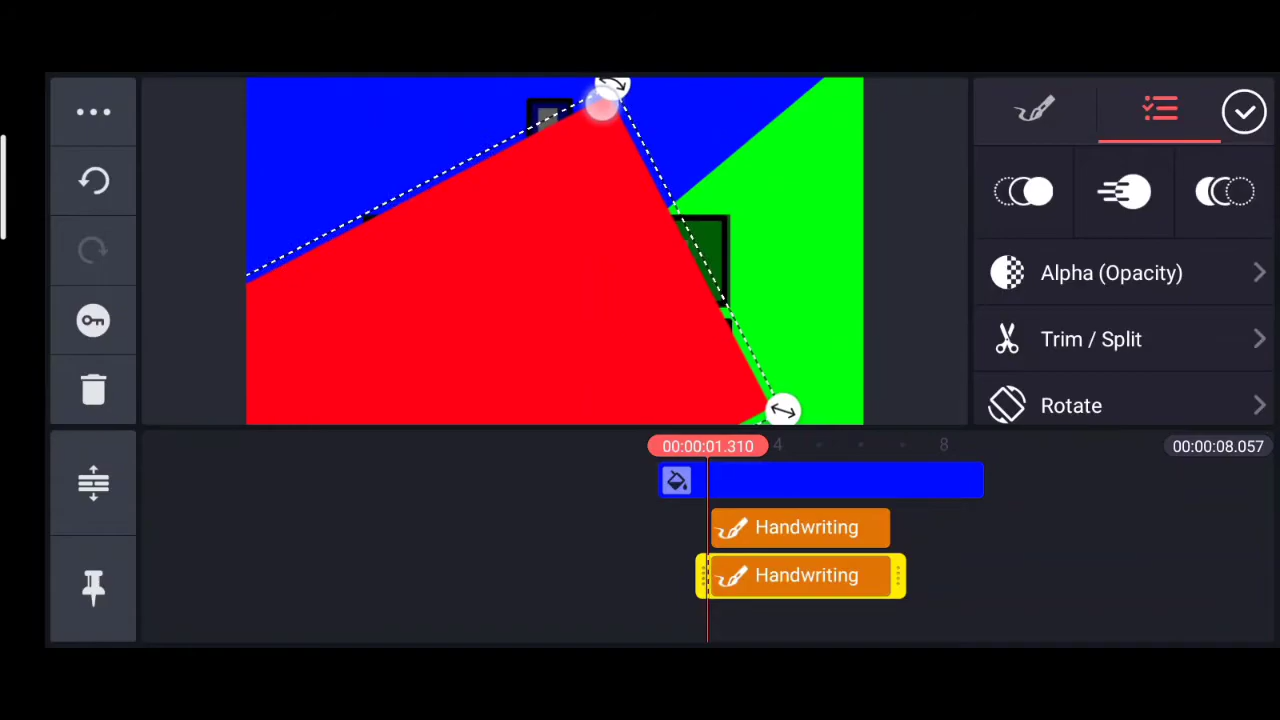 Alpha (Opacity)
Trim / Split
Rotate
00:00:01.310 4 8 00:00:08.057
Handwriting
Handwriting